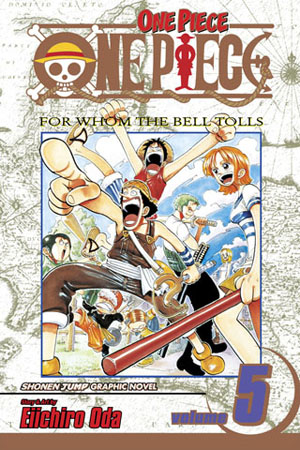 ONE PIECE
ONE PIECE
FOR WHOM THE BELL TOLLS
SHONEN JUMP GRAPHIC NOVEL
Story & Art by
Eiichiro Oda
volume 5